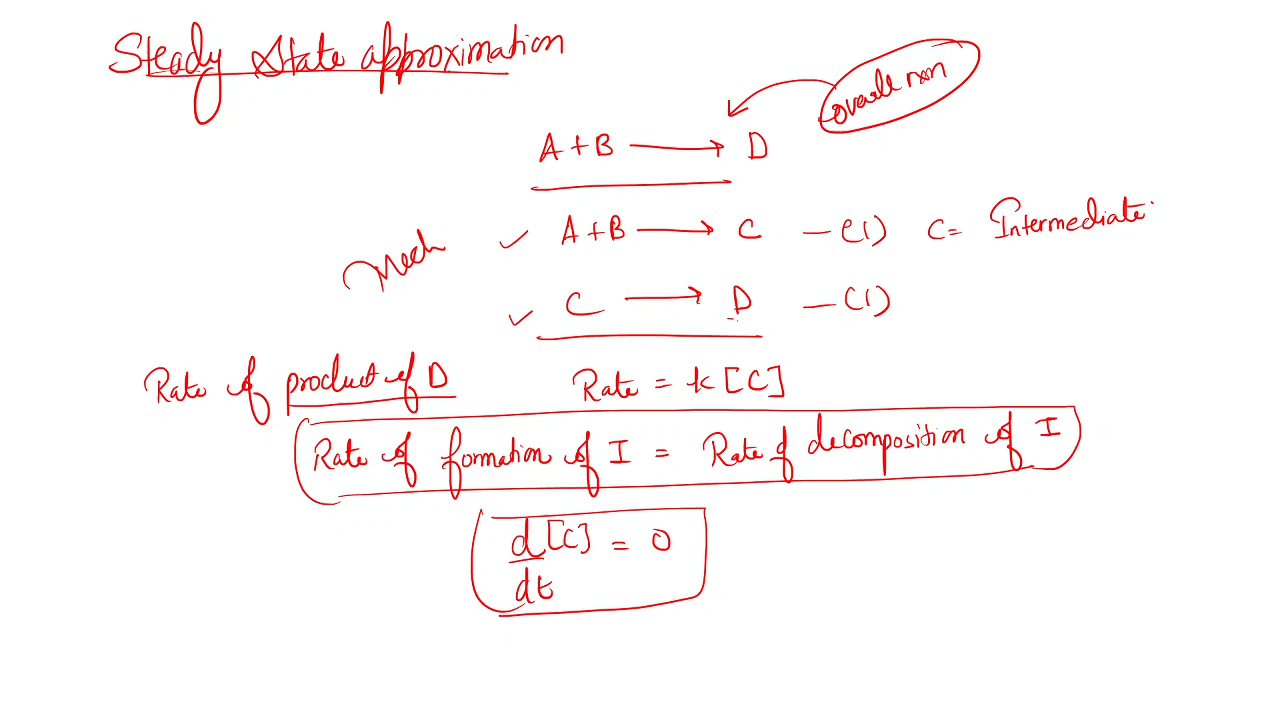 Steady State approximation
overall rxn
A + B ⟶ D
Mech
A + B ⟶ C — (1) C = Intermediate
C ⟶ D — (1)
Rate of product of D Rate = k [C]
Rate of formation of I = Rate of decomposition of I
d[C]/dt = 0